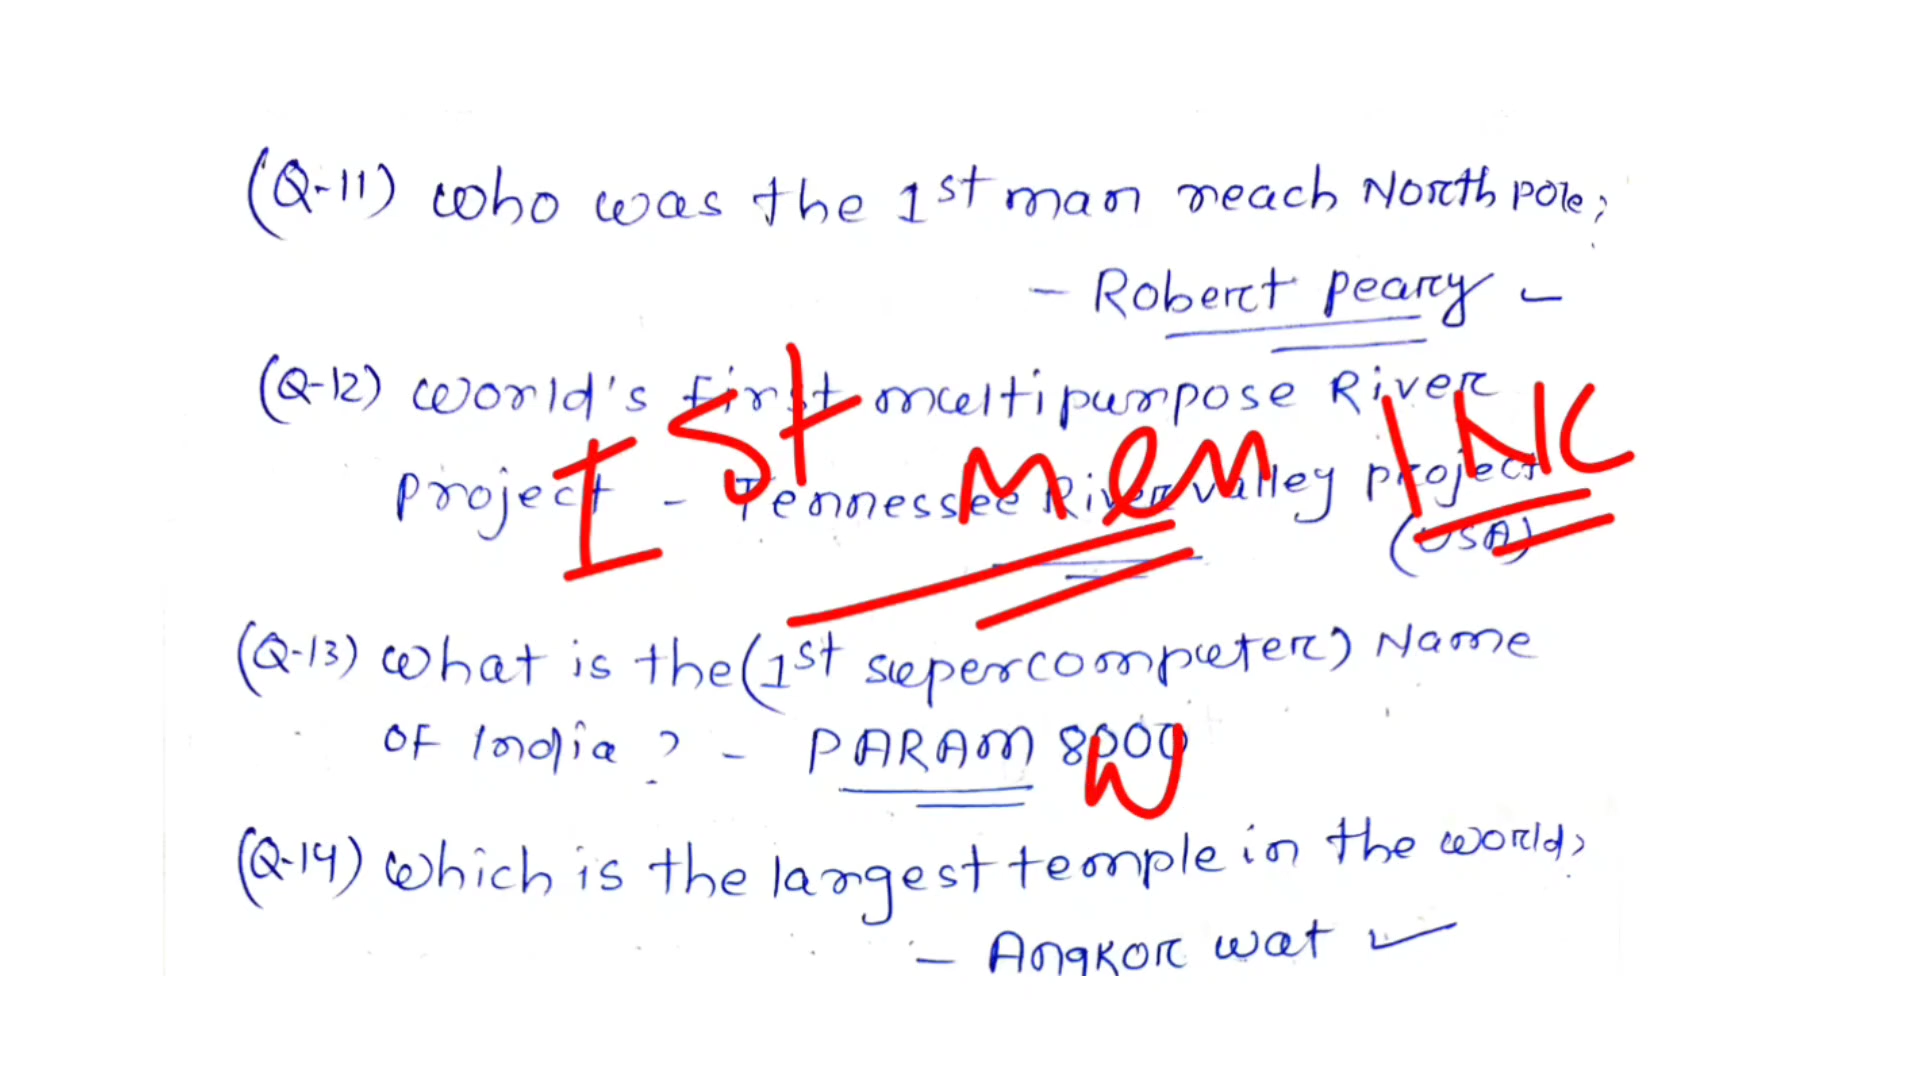 (Q-11) who was the 1st man reach North pole?
- Robert Peary
(Q-12) World's first multipurpose River
Project - Tennessee River valley project
(USA)
I St men INC
(Q-13) What is the (1st supercomputer) Name
OF India ? - PARAM 8000
W
(Q-14) Which is the largest temple in the world?
- Angkor wat